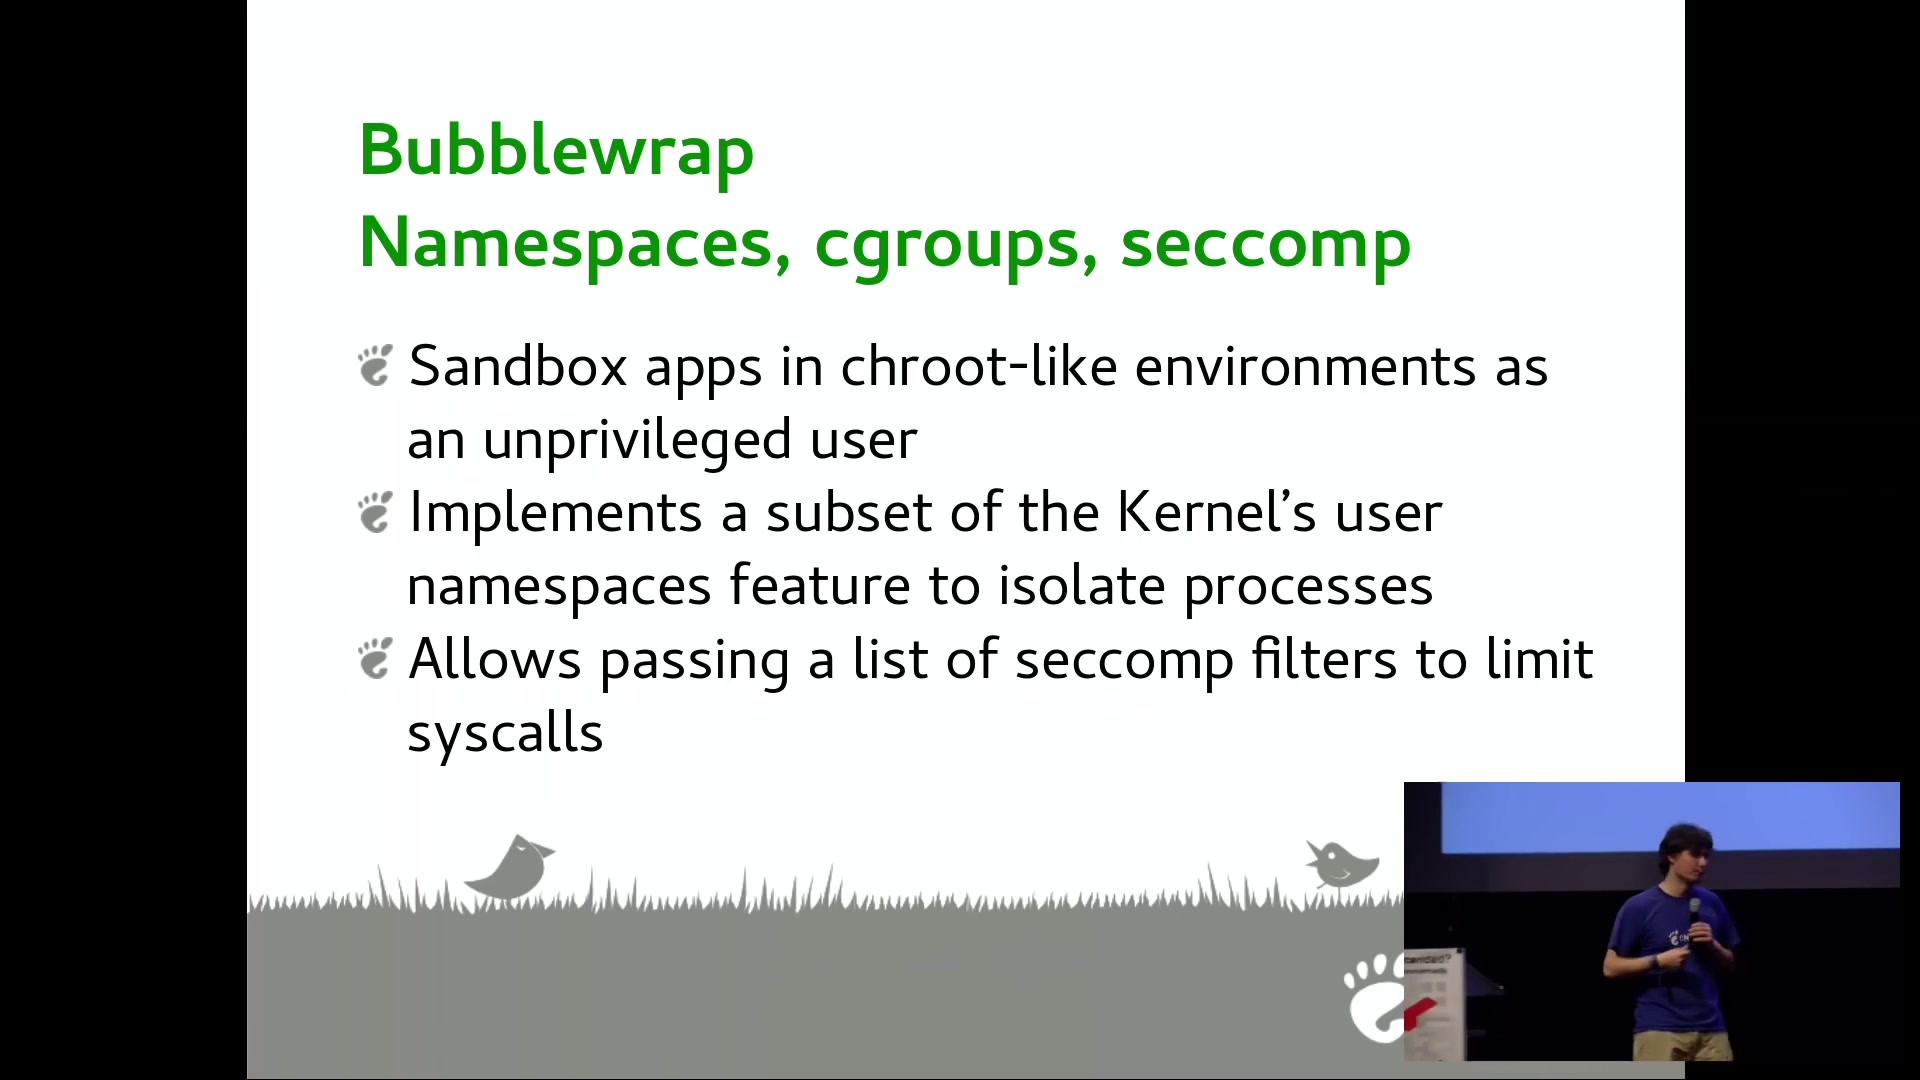 Bubblewrap
Namespaces, cgroups, seccomp
Sandbox apps in chroot-like environments as
an unprivileged user
Implements a subset of the Kernel’s user
namespaces feature to isolate processes
Allows passing a list of seccomp filters to limit
syscalls